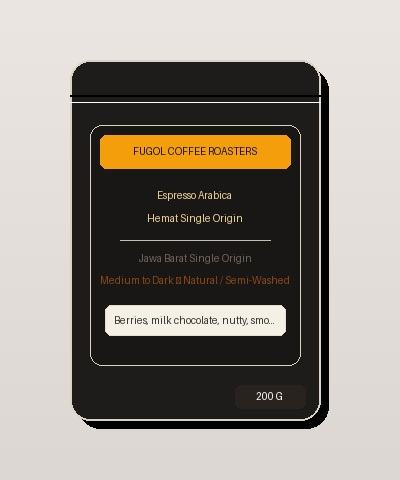 FUGOL COFFEE ROASTERS
Espresso Arabica
Hemat Single Origin
Jawa Barat Single Origin
Medium to Dark � Natural / Semi-Washed
Berries, milk chocolate, nutty, smo...
200 G